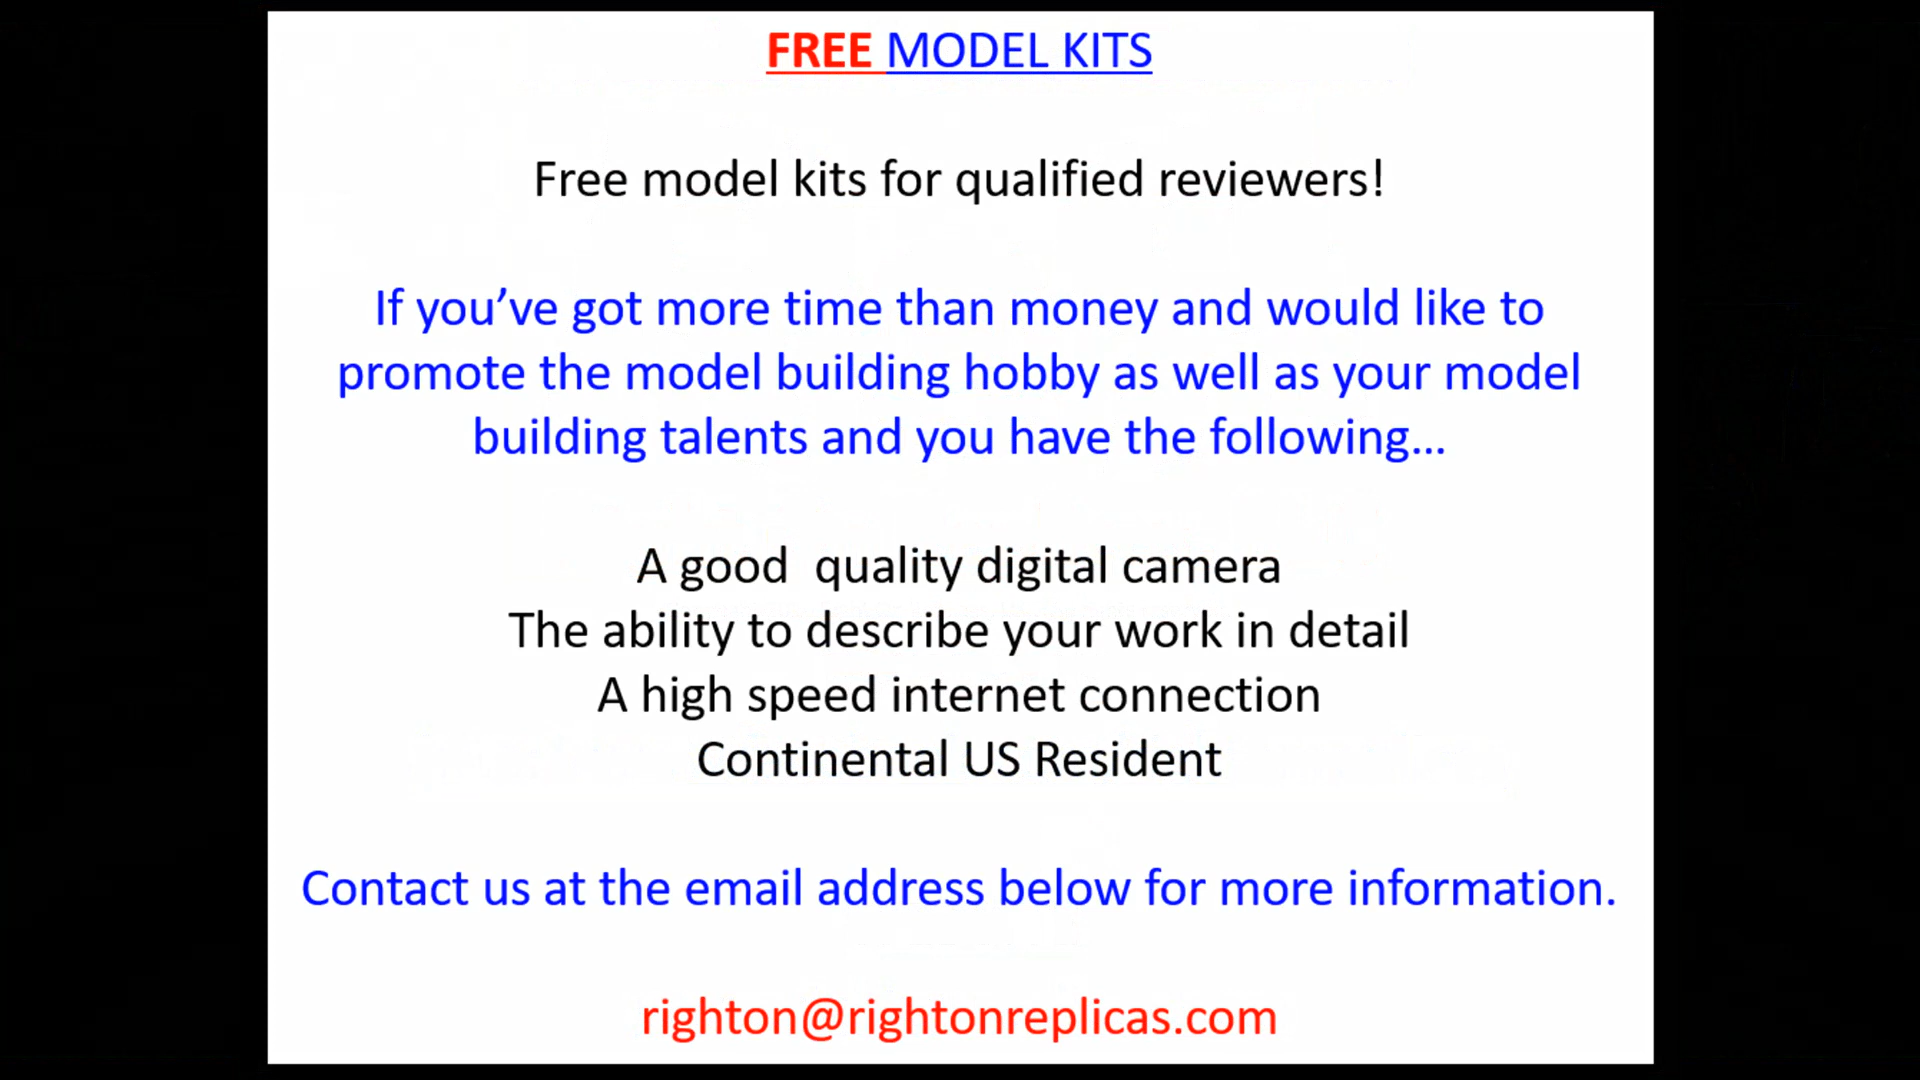 FREE MODEL KITS
Free model kits for qualified reviewers!
If you’ve got more time than money and would like to
promote the model building hobby as well as your model
building talents and you have the following…
A good  quality digital camera
The ability to describe your work in detail
A high speed internet connection
Continental US Resident
Contact us at the email address below for more information.
righton@rightonreplicas.com